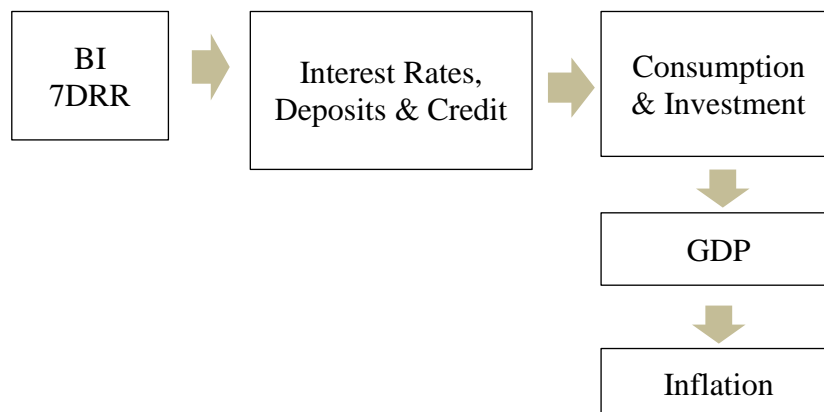 BI
7DRR
Interest Rates,
Deposits & Credit
Consumption
& Investment
GDP
Inflation